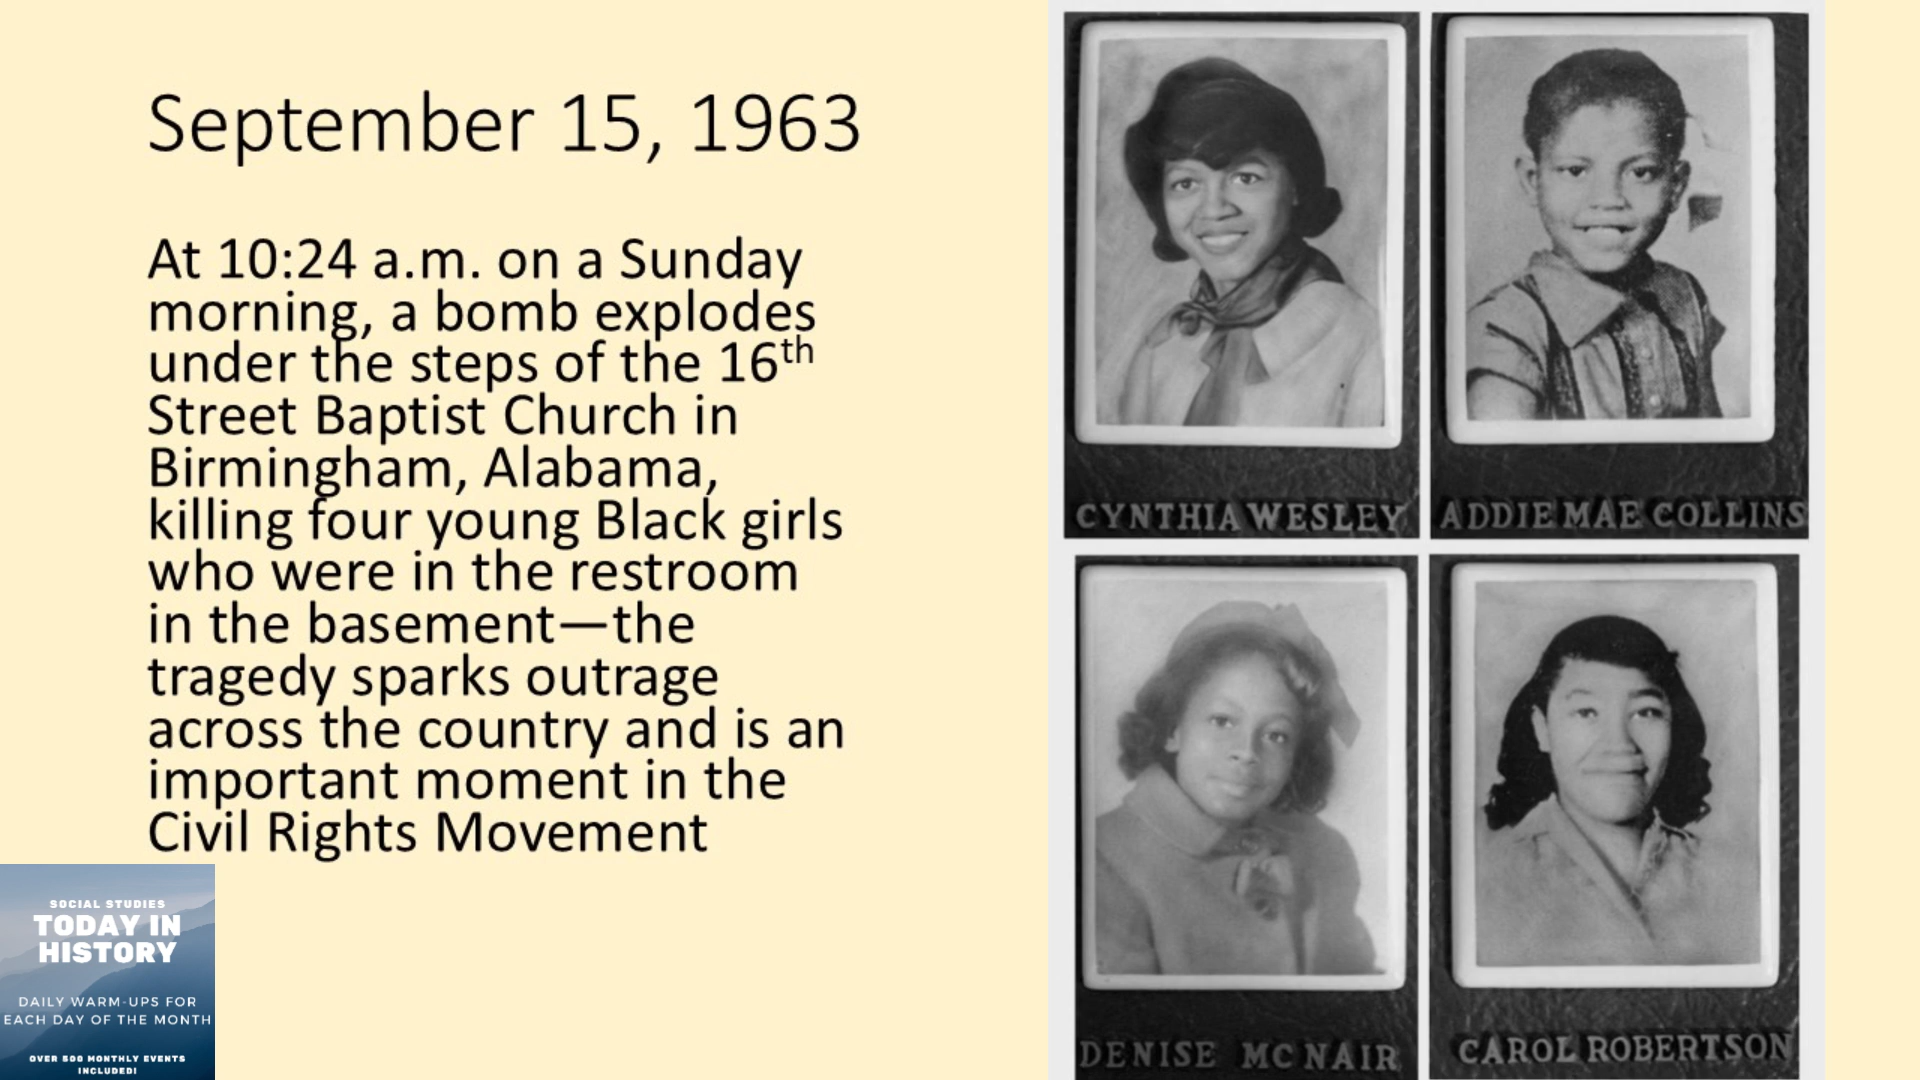 September 15, 1963
At 10:24 a.m. on a Sunday
morning, a bomb explodes
under the steps of the 16th
Street Baptist Church in
Birmingham, Alabama,
killing four young Black girls
who were in the restroom
in the basement—the
tragedy sparks outrage
across the country and is an
important moment in the
Civil Rights Movement
CYNTHIA WESLEY
ADDIE MAE COLLINS
DENISE MC NAIR
CAROL ROBERTSON
SOCIAL STUDIES
TODAY IN
HISTORY
DAILY WARM-UPS FOR
EACH DAY OF THE MONTH
OVER 500 MONTHLY EVENTS
INCLUDED!